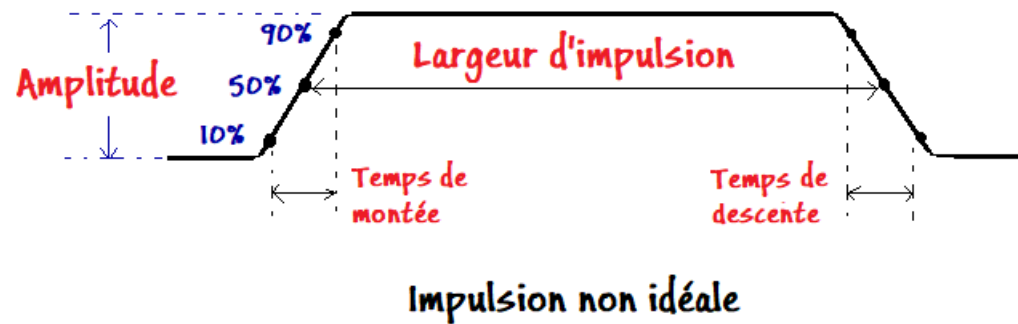 90%
Largeur d'impulsion
Amplitude
50%
10%
Temps de
montée
Temps de
descente
Impulsion non idéale